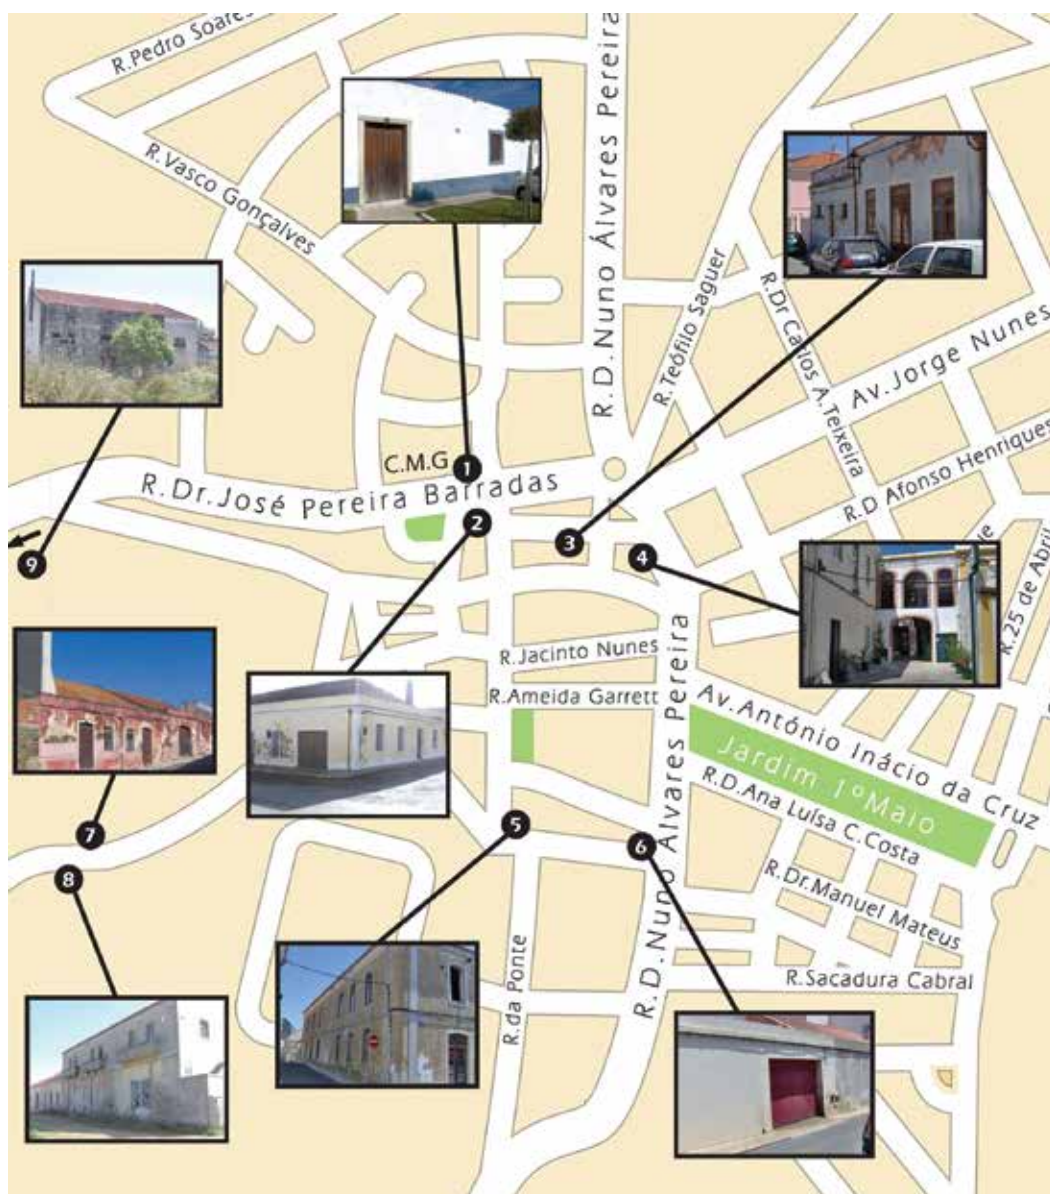 R.Pedro Soares
R.Vasco Gonçalves
R.D.Nuno Álvares Pereira
R.Teófilo Saguer
R.Dr Carlos A.Teixeira
Av.Jorge Nunes
R.D Afonso Henriques
C.M.G
1
R.Dr.José Pereira Barradas
2
3
4
9
R.25 de Abril
R.Jacinto Nunes
R.Ameida Garrett
Av.António Inácio da Cruz
Jardim 1ºMaio
R.D.Ana Luísa C.Costa
7
5
6
8
R.Dr.Manuel Mateus
R.D.Nuno Álvares Pereira
R.da Ponte
R.Sacadura Cabral